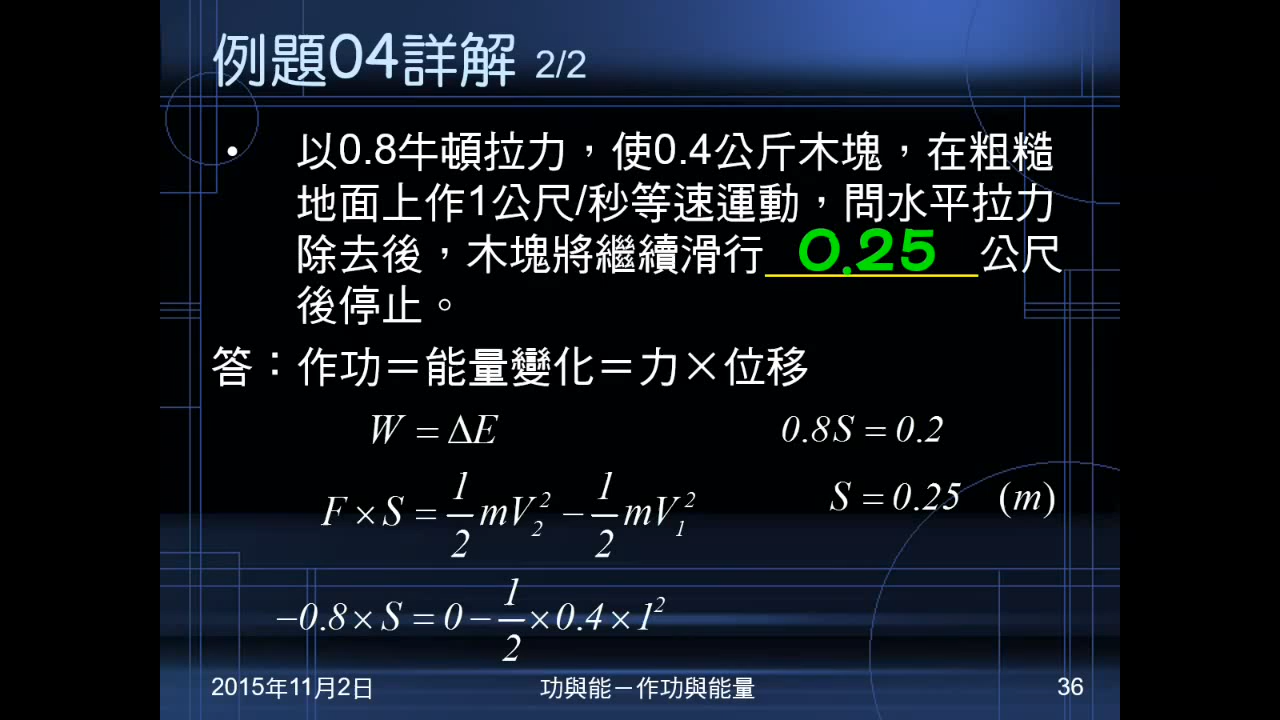 例題04詳解 2/2
• 以0.8牛頓拉力，使0.4公斤木塊，在粗糙
地面上作1公尺/秒等速運動，問水平拉力
除去後，木塊將繼續滑行 0.25 公尺
後停止。
答：作功＝能量變化＝力×位移
W = ΔE
0.8S = 0.2
F × S = 1/2 mV₂² − 1/2 mV₁²
S = 0.25 (m)
−0.8 × S = 0 − 1/2 × 0.4 × 1²
2015年11月2日 功與能－作功與能量 36